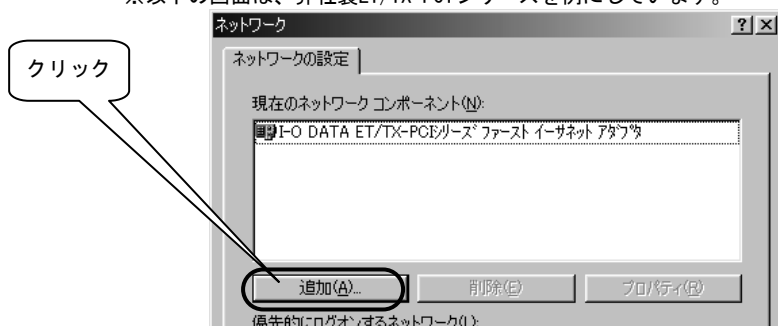 ※以下の画面は、弊社製ET/TX-PCIシリーズを例にしています。
ネットワーク
クリック
ネットワークの設定
現在のネットワーク コンポーネント(N):
I-O DATA ET/TX-PCIシリーズ ファースト イーサネット アダプタ
追加(A)...
削除(E)
プロパティ(R)
優先的にログオンするネットワーク(L):